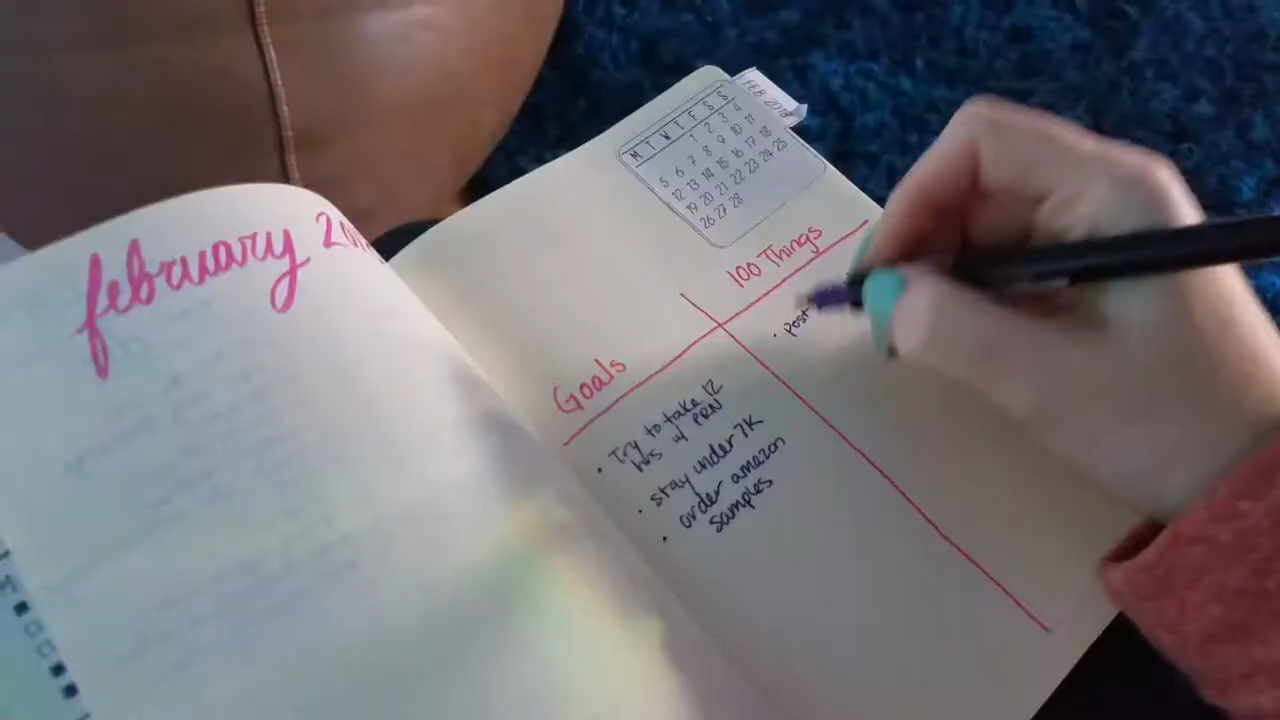 february
FEB 2018
M T W T F S S
1 2 3 4
5 6 7 8 9 10 11
12 13 14 15 16 17 18
19 20 21 22 23 24 25
26 27 28
Goals
100 Things
• Try to take 12
hrs w/ PRN
• stay under 7K
• order amazon
samples
• Post